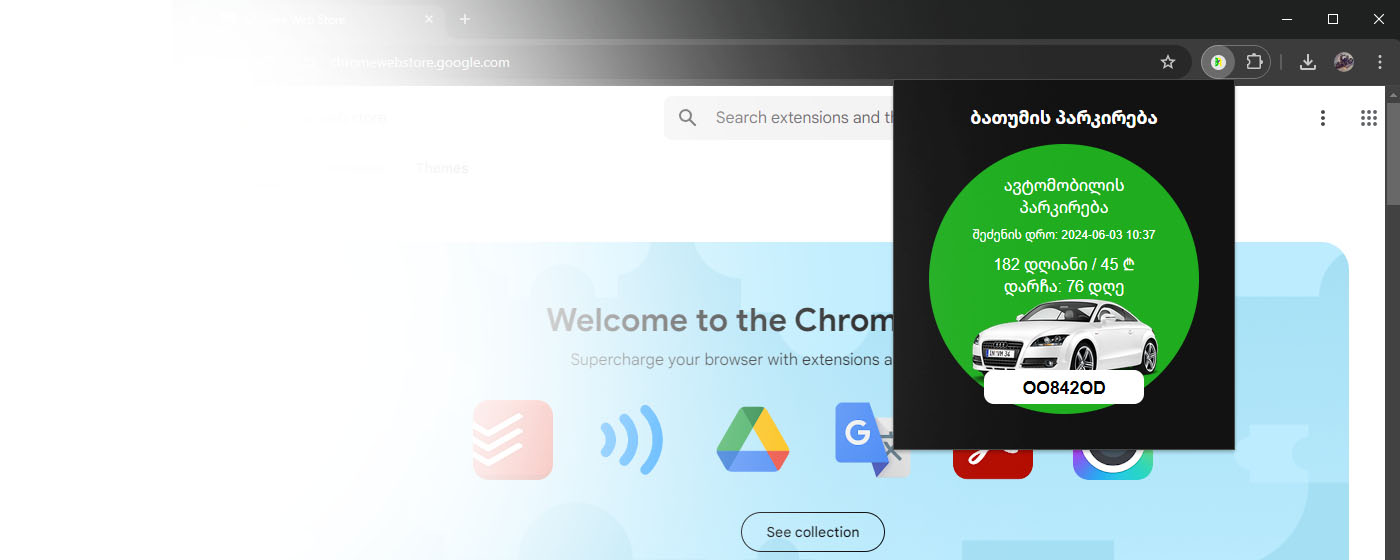 Chrome Web Store
chromewebstore.google.com
Search extensions and th
store
Themes
ბათუმის პარკირება
ავტომობილის
პარკირება
შეძენის დრო: 2024-06-03 10:37
182 დღიანი / 45 ₾
დარჩა: 76 დღე
OO842OD
Welcome to the Chrom
Supercharge your browser with extensions a
See collection